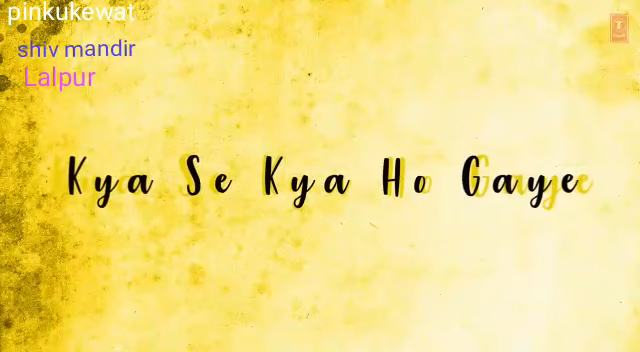 pinkukewat
shiv mandir
Lalpur
T
Kya Se Kya Ho Gaye